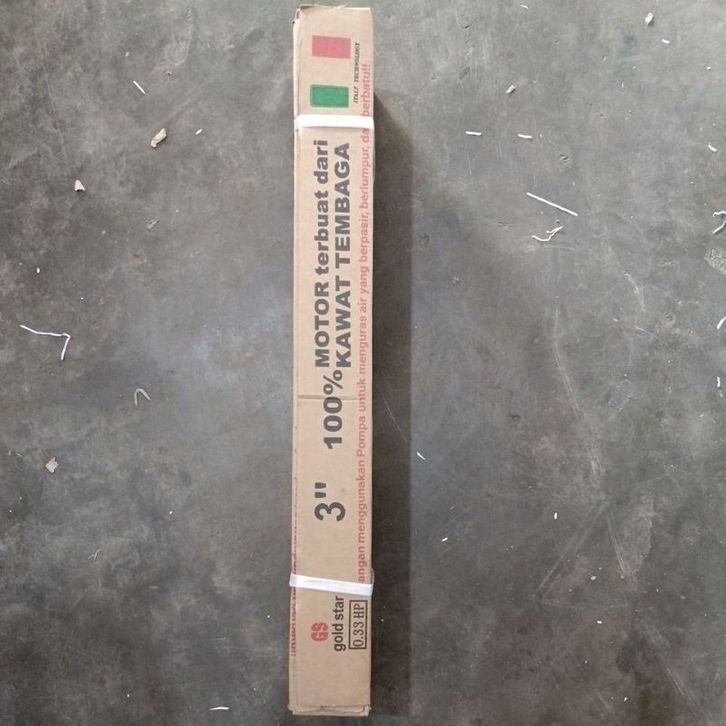 GS
gold star
0.33 HP
3"
100% MOTOR terbuat dari
KAWAT TEMBAGA
angan menggunakan Pompa untuk menguras air yang berpasir, berlumpur, da berbatu!!
ITALY TECHNOLOGY